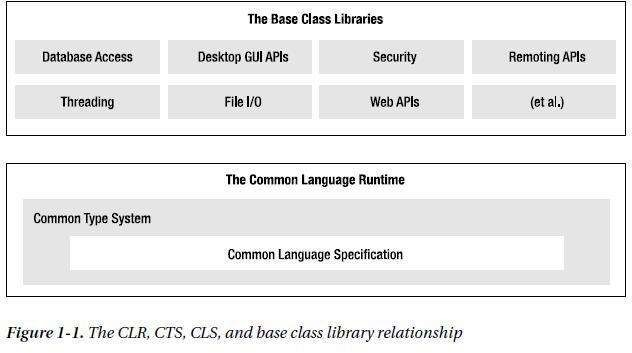 The Base Class Libraries
Database Access
Desktop GUI APIs
Security
Remoting APIs
Threading
File I/O
Web APIs
(et al.)
The Common Language Runtime
Common Type System
Common Language Specification
Figure 1-1. The CLR, CTS, CLS, and base class library relationship